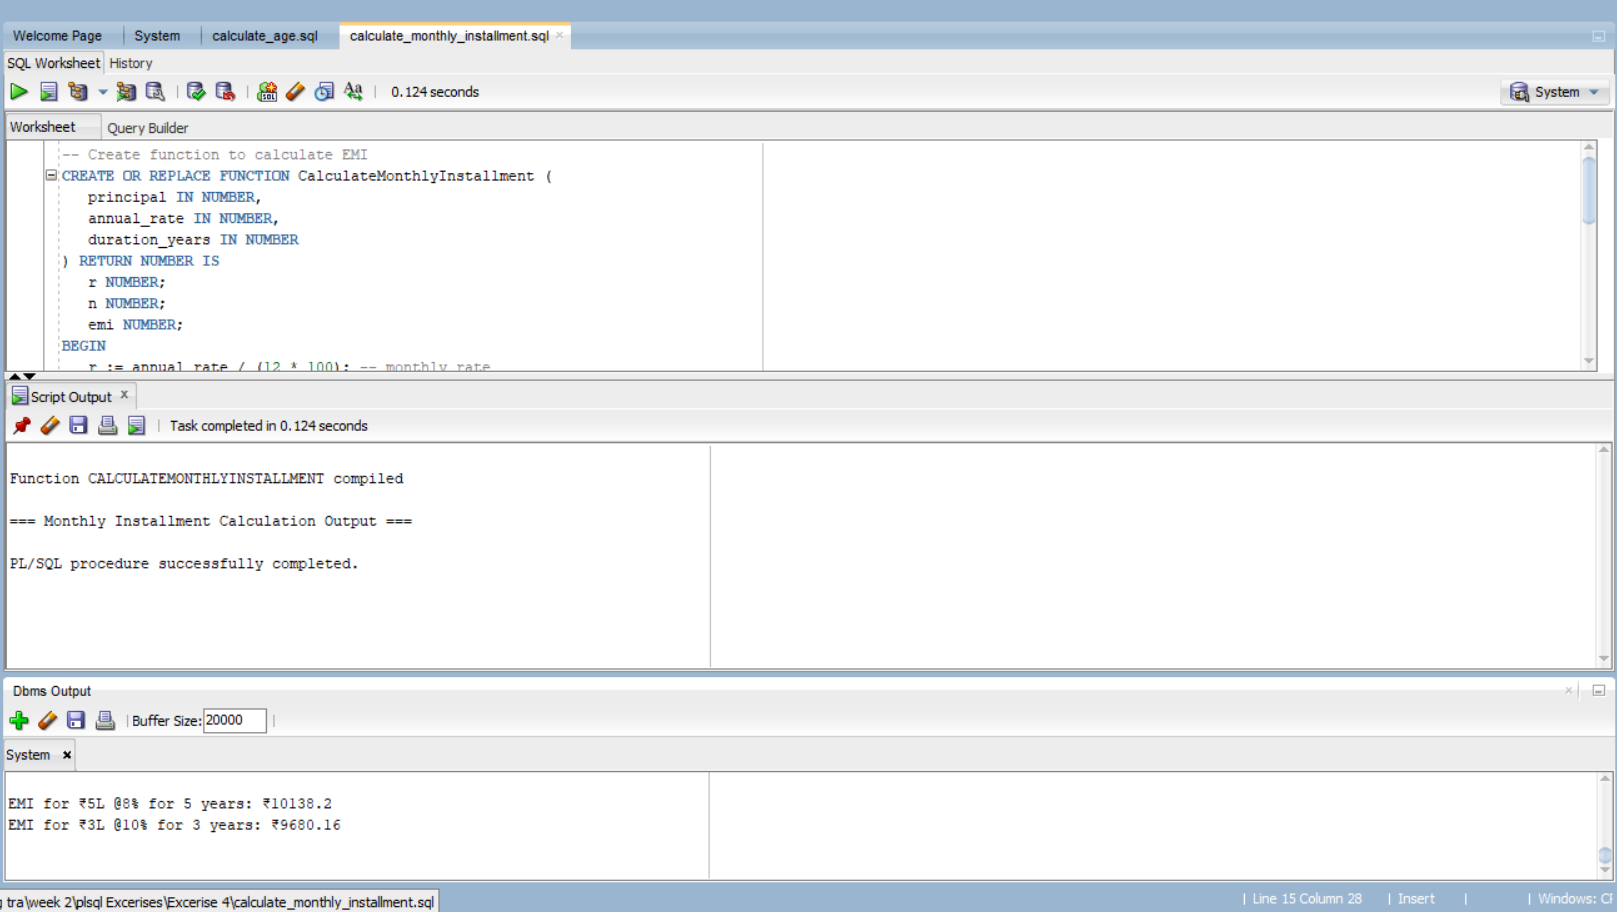 Welcome Page System calculate_age.sql calculate_monthly_installment.sql
SQL Worksheet History
0.124 seconds System
Worksheet Query Builder
-- Create function to calculate EMI
CREATE OR REPLACE FUNCTION CalculateMonthlyInstallment (
principal IN NUMBER,
annual_rate IN NUMBER,
duration_years IN NUMBER
) RETURN NUMBER IS
r NUMBER;
n NUMBER;
emi NUMBER;
BEGIN
r := annual_rate / (12 * 100); -- monthly rate
Script Output x
Task completed in 0.124 seconds
Function CALCULATEMONTHLYINSTALLMENT compiled
=== Monthly Installment Calculation Output ===
PL/SQL procedure successfully completed.
Dbms Output
Buffer Size: 20000
System
EMI for ₹5L @8% for 5 years: ₹10138.2
EMI for ₹3L @10% for 3 years: ₹9680.16
tra\week 2\plsql Excerises\Excerise 4\calculate_monthly_installment.sql
Line 15 Column 28 | Insert | | Windows: